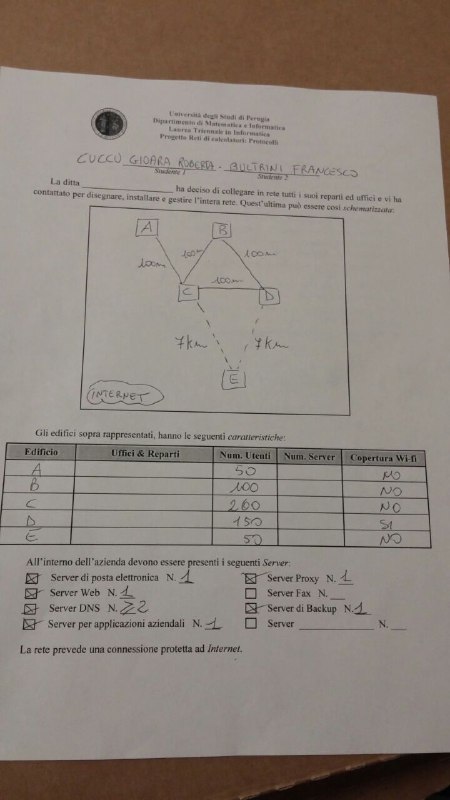 Università degli Studi di Perugia
Dipartimento di Matematica e Informatica
Laurea Triennale in Informatica
Progetto Reti di calcolatori: Protocolli
CUCCU GIOARA ROBERTA - BULTRINI FRANCESCO
Studente 1 Studente 2
La ditta ____________ ha deciso di collegare in rete tutti i suoi reparti ed uffici e vi ha
contattato per disegnare, installare e gestire l'intera rete. Quest'ultima può essere così schematizzata:
A B
100m 100m 100m
100m
C D
7km 7km
E
INTERNET
Gli edifici sopra rappresentati, hanno le seguenti caratteristiche:
Edificio Uffici & Reparti Num. Utenti Num. Server Copertura Wi-fi
A 50 NO
B 100 NO
C 200 NO
D 150 SI
E 50 NO
All'interno dell'azienda devono essere presenti i seguenti Server:
Server di posta elettronica N. 1 Server Proxy N. 1
Server Web N. 1 Server Fax N. __
Server DNS N. ≥2 Server di Backup N. 1
Server per applicazioni aziendali N. 1 Server ____________ N. __
La rete prevede una connessione protetta ad Internet.